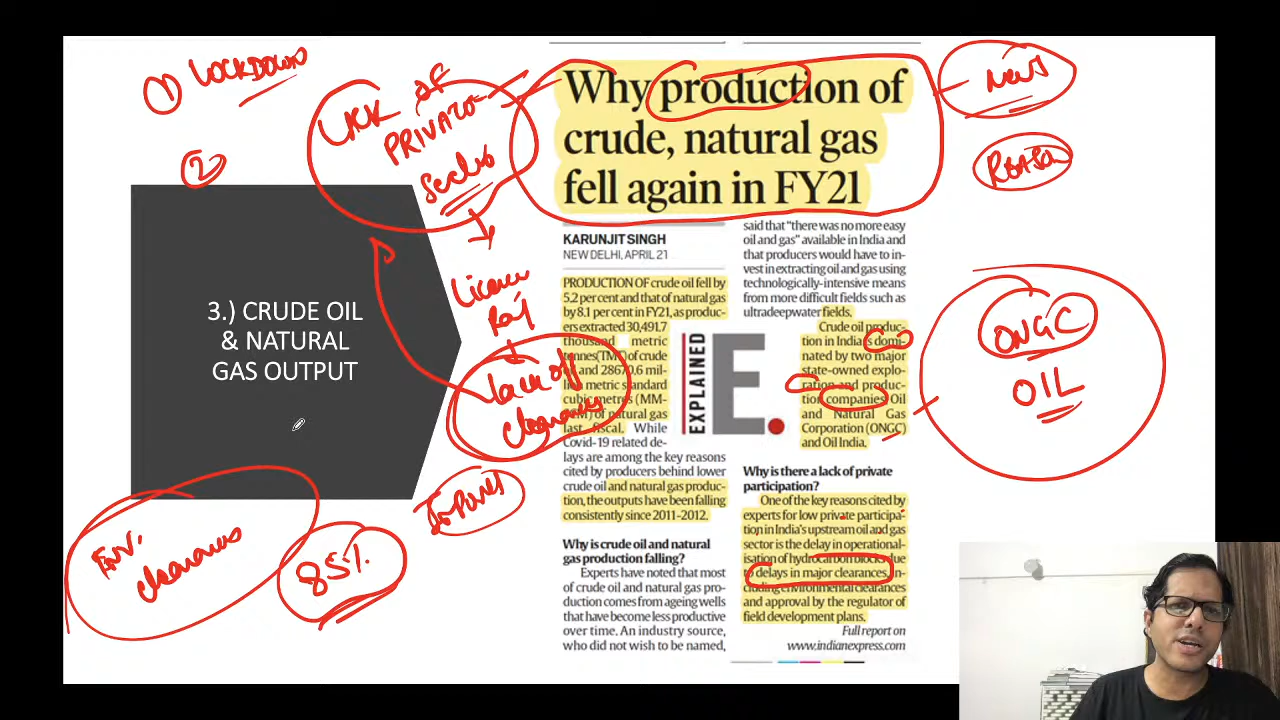 ① LOCKDOWN
②
LACK OF
PRIVATE
Sector
Licence
Raj
lack of
clearances
Imports
Env.
clearances
85%
3.) CRUDE OIL
& NATURAL
GAS OUTPUT
Why production of
crude, natural gas
fell again in FY21
KARUNJIT SINGH
NEW DELHI, APRIL 21
PRODUCTION OF crude oil fell by
5.2 per cent and that of natural gas
by 8.1 per cent in FY21, as produc-
ers extracted 30,491.7
thousand metric
tonnes(TMT) of crude
oil and 28670.6 mil-
lion metric standard
cubic metres (MM-
of natural gas
last fiscal. While
Covid-19 related de-
lays are among the key reasons
cited by producers behind lower
crude oil and natural gas produc-
tion, the outputs have been falling
consistently since 2011-2012.
Why is crude oil and natural
gas production falling?
Experts have noted that most
of crude oil and natural gas pro-
duction comes from ageing wells
that have become less productive
over time. An industry source,
who did not wish to be named,
EXPLAINED
E.
said that “there was no more easy
oil and gas” available in India and
that producers would have to in-
vest in extracting oil and gas using
technologically-intensive means
from more difficult fields such as
ultradeepwater fields.
Crude oil produc-
tion in India is domi-
nated by two major
state-owned explo-
ration and produc-
tion companies, Oil
and Natural Gas
Corporation (ONGC)
and Oil India.
Why is there a lack of private
participation?
One of the key reasons cited by
experts for low private participa-
tion in India's upstream oil and gas
sector is the delay in operational-
isation of hydrocarbon blocks due
to delays in major clearances, in-
cluding environmental clearances
and approval by the regulator of
field development plans.
Full report on
www.indianexpress.com
News
REASON
ONGC
OIL